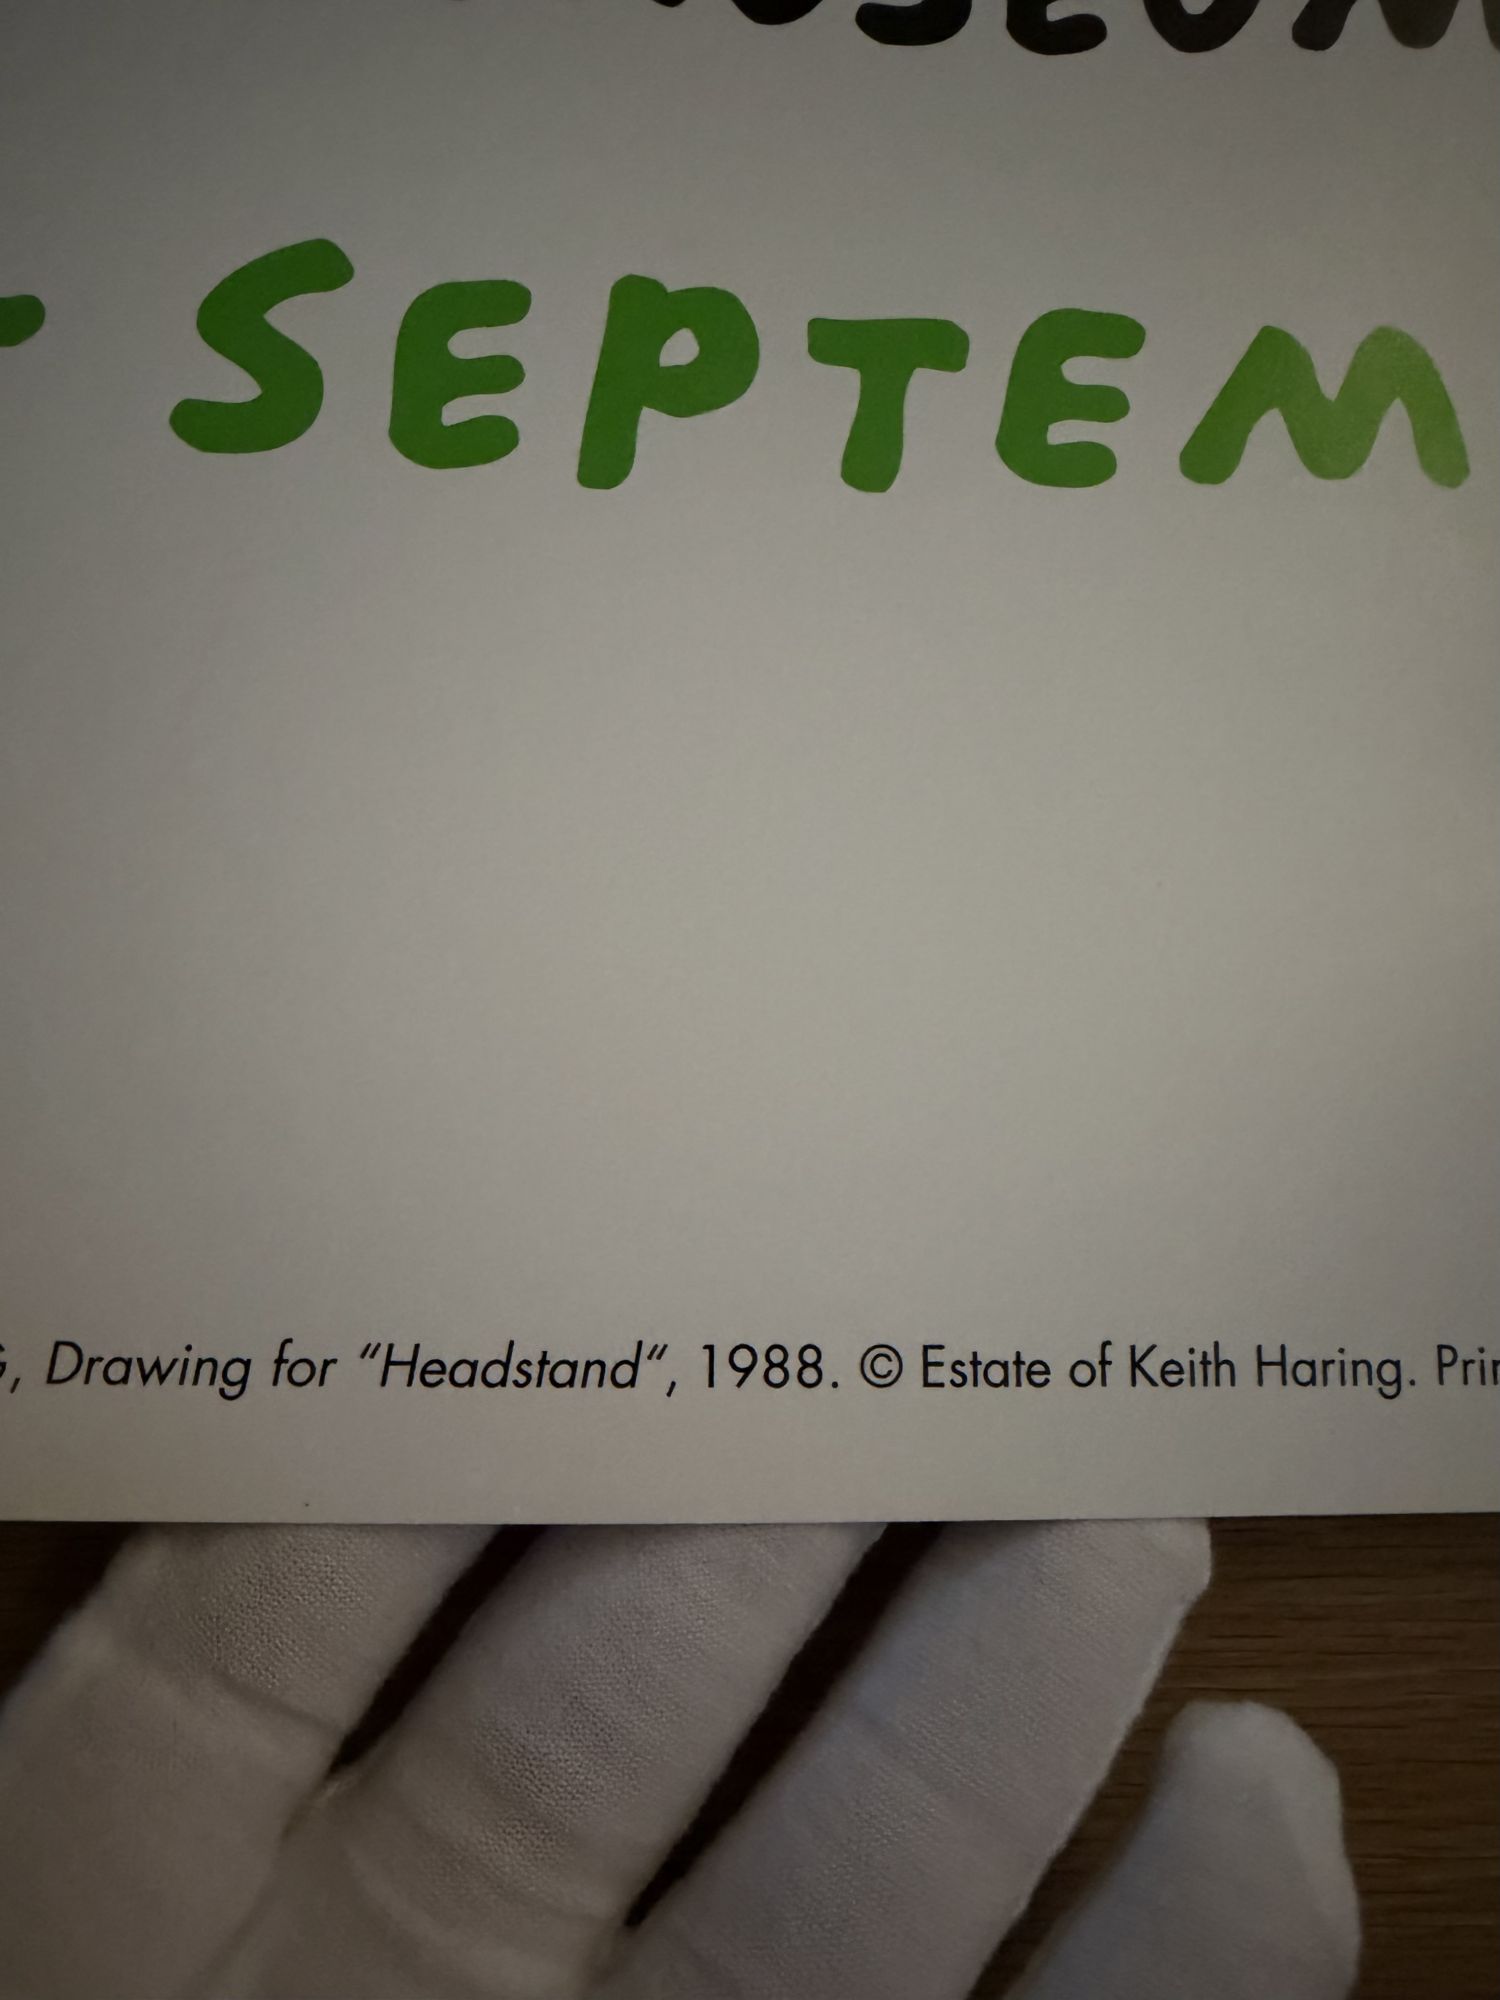 SEPTEM
, Drawing for “Headstand”, 1988. © Estate of Keith Haring.